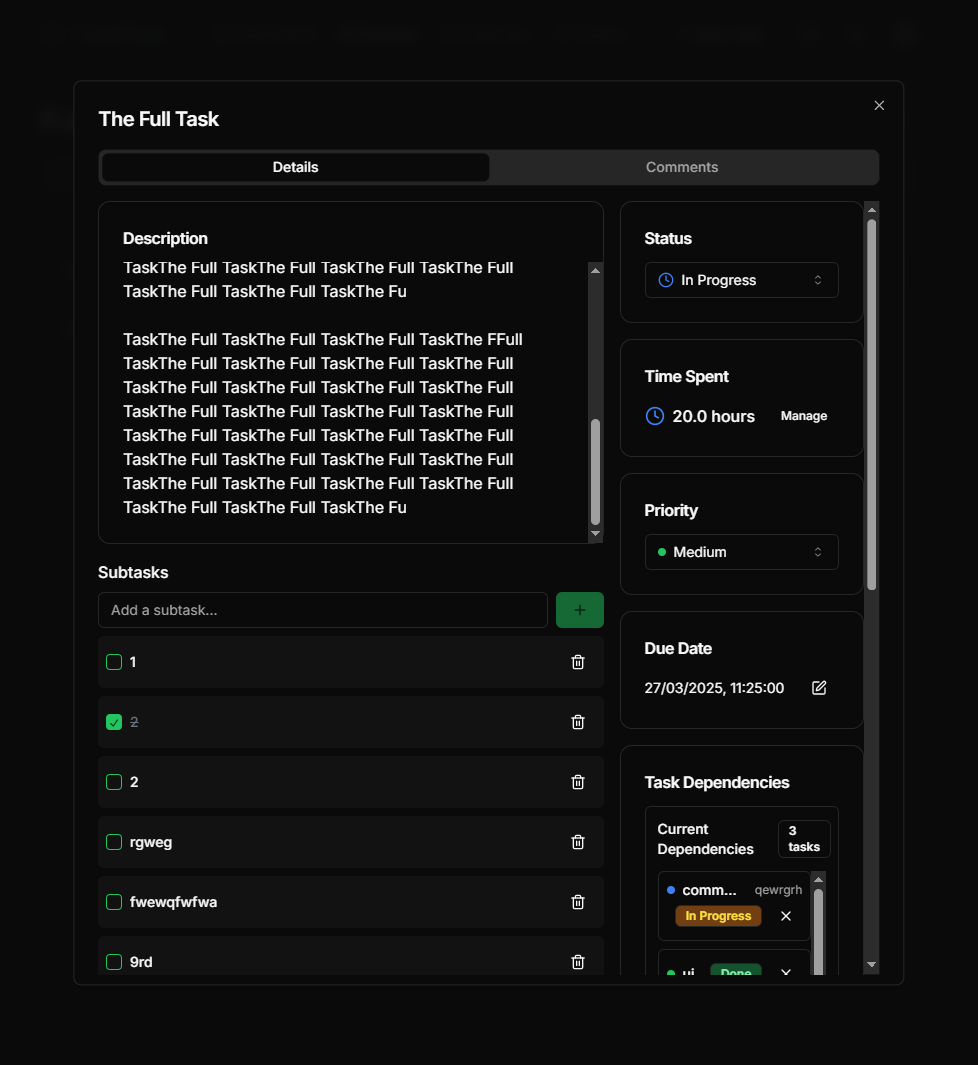 The Full Task
Details
Comments
Description
TaskThe Full TaskThe Full TaskThe Full TaskThe Full
TaskThe Full TaskThe Full TaskThe Fu
TaskThe Full TaskThe Full TaskThe Full TaskThe FFull
TaskThe Full TaskThe Full TaskThe Full TaskThe Full
TaskThe Full TaskThe Full TaskThe Full TaskThe Full
TaskThe Full TaskThe Full TaskThe Full TaskThe Full
TaskThe Full TaskThe Full TaskThe Full TaskThe Full
TaskThe Full TaskThe Full TaskThe Full TaskThe Full
TaskThe Full TaskThe Full TaskThe Full TaskThe Full
TaskThe Full TaskThe Full TaskThe Fu
Subtasks
Add a subtask...
1
2
2
rgweg
fwewqfwfwa
9rd
Status
In Progress
Time Spent
20.0 hours
Manage
Priority
Medium
Due Date
27/03/2025, 11:25:00
Task Dependencies
Current
Dependencies
3
tasks
comm...
qewrgrh
In Progress
ui
Done